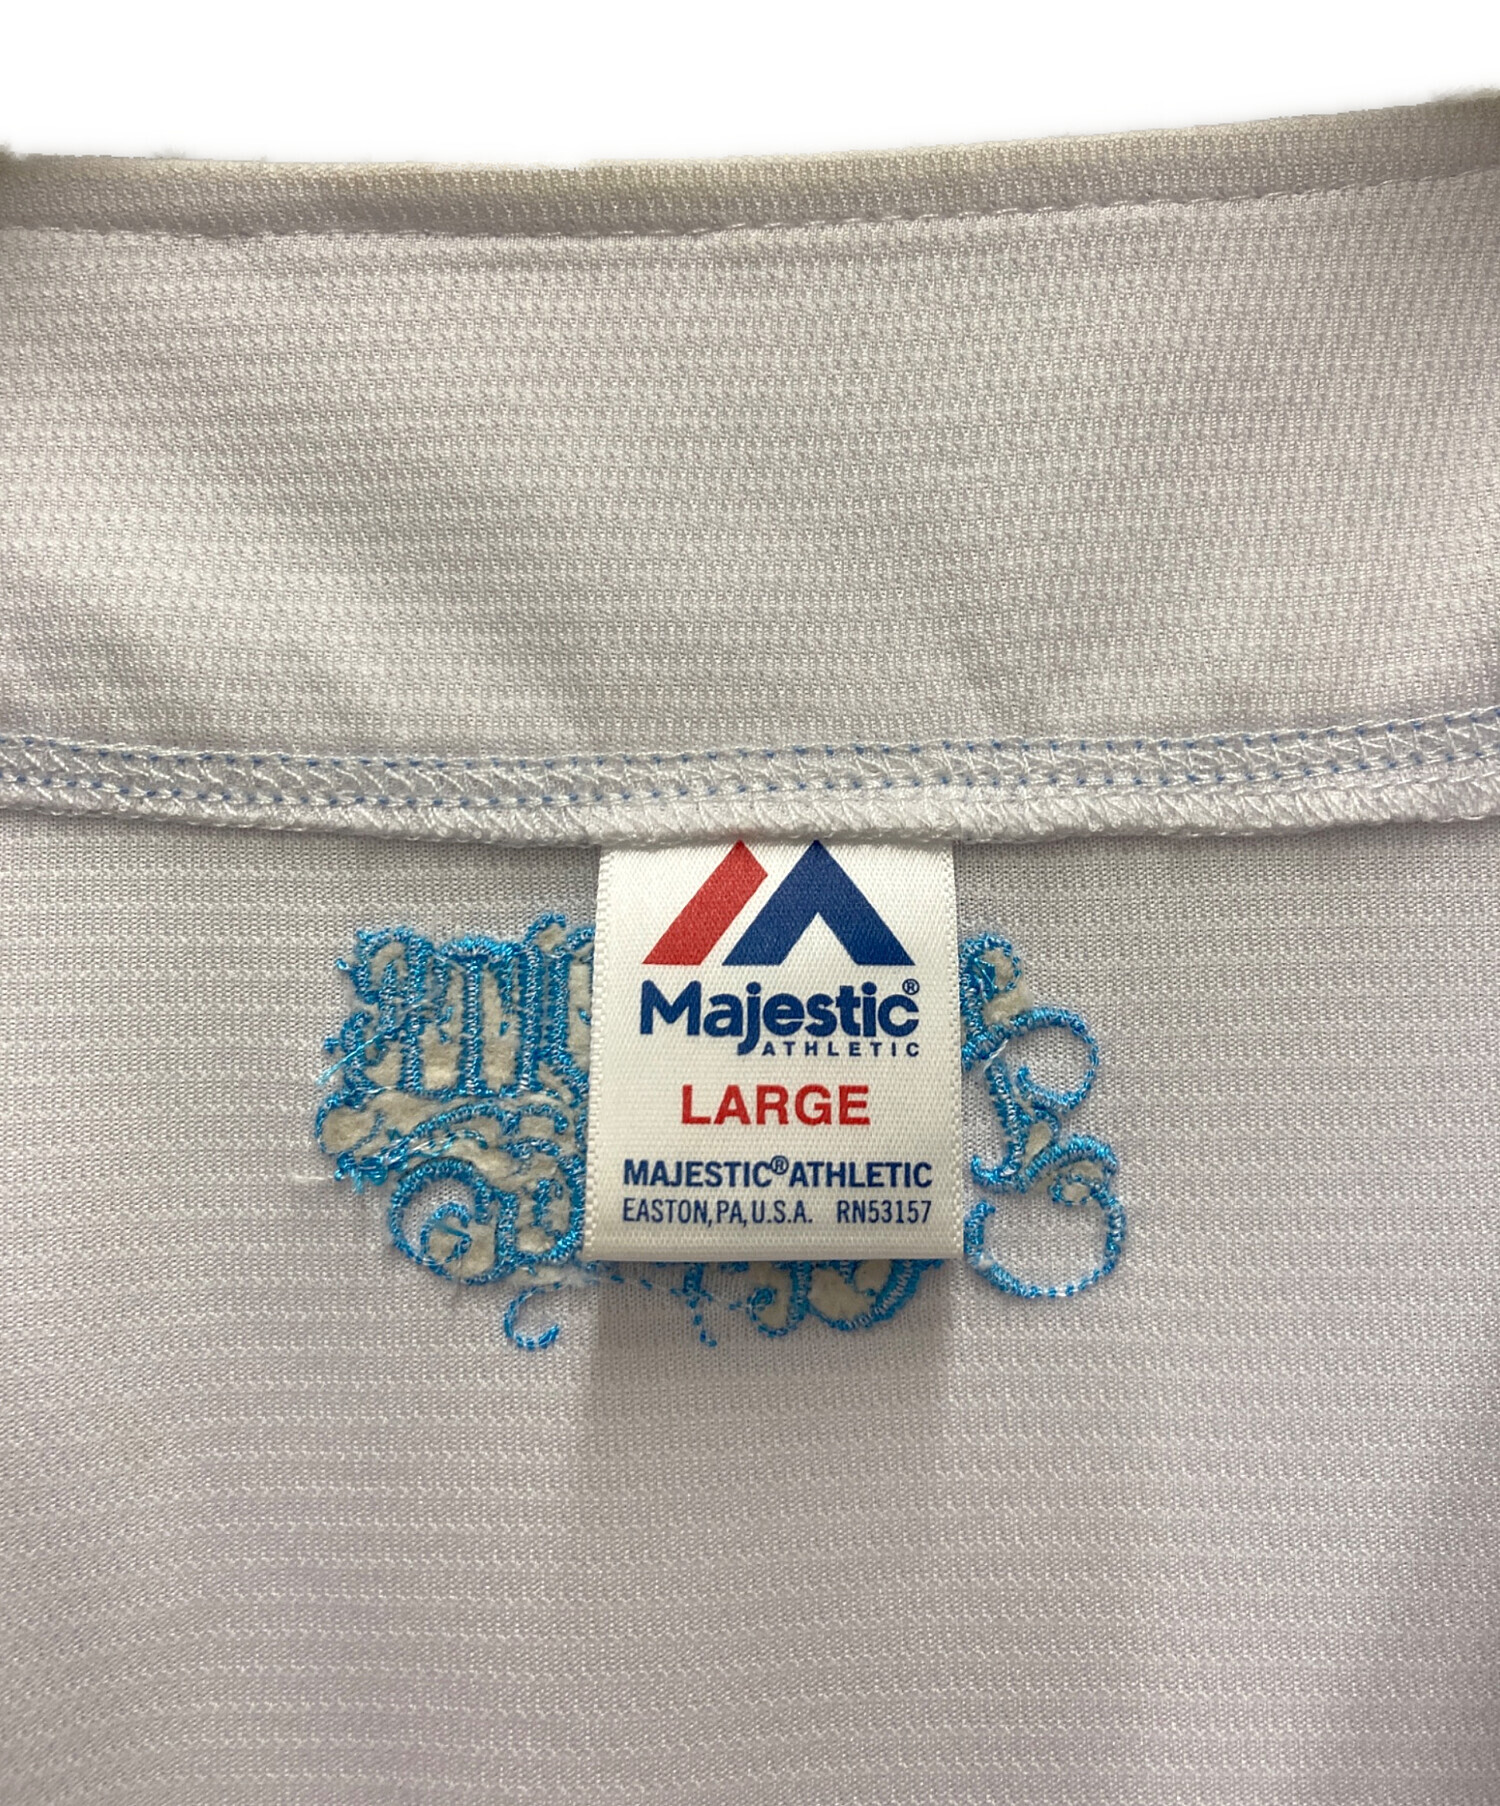 Majestic®
ATHLETIC
LARGE
MAJESTIC®ATHLETIC
EASTON, PA, U.S.A. RN53157